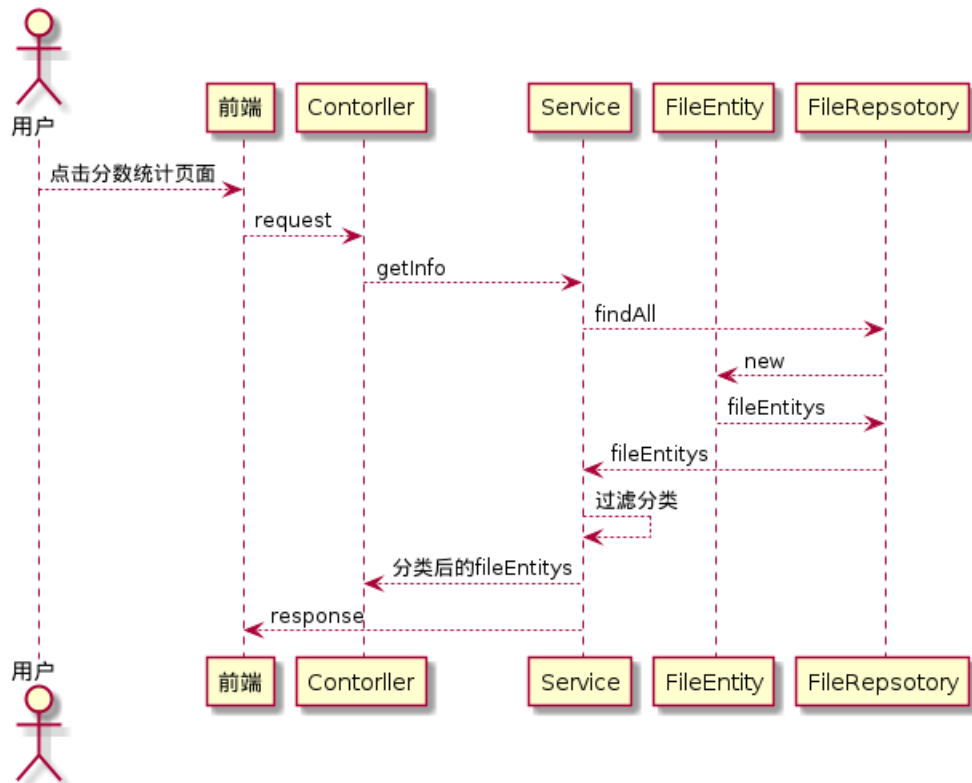 用户
前端
Contorller
Service
FileEntity
FileRepsotory
点击分数统计页面
request
getInfo
findAll
new
fileEntitys
fileEntitys
过滤分类
分类后的fileEntitys
response
用户
前端
Contorller
Service
FileEntity
FileRepsotory